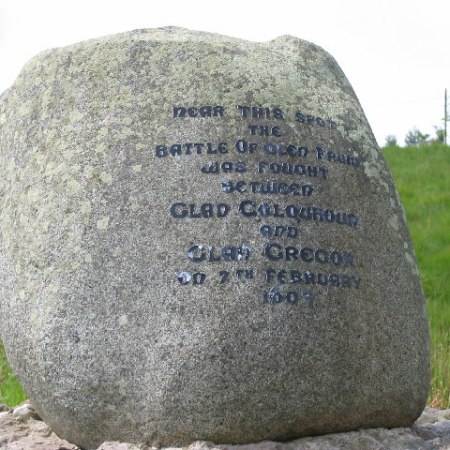 NEAR THIS SPOT
THE
BATTLE OF GLEN FRUIN
WAS FOUGHT
BETWEEN
CLAN COLQUHOUN
AND
CLAN GREGOR
ON 7TH FEBRUARY
1603